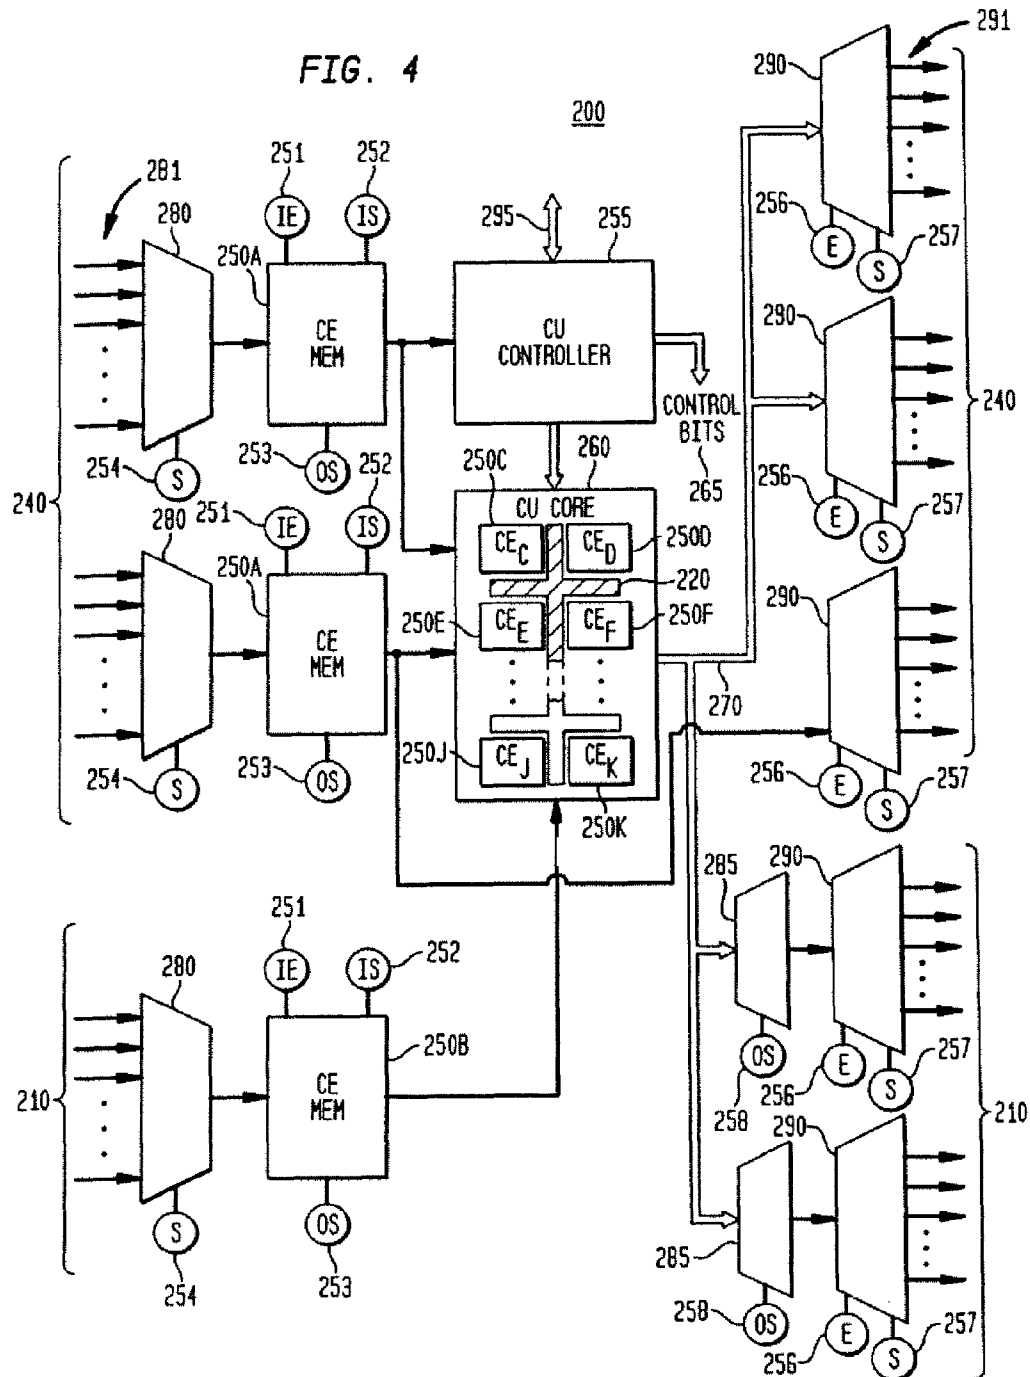 FIG. 4
200
291
290
281
280
251
252
IE
IS
250A
CE
MEM
295
255
CU
CONTROLLER
CONTROL
BITS
265
254
S
253
OS
256
E
257
S
290
240
240
280
251
252
IE
IS
250A
CE
MEM
254
S
253
OS
250C
260
CU CORE
CE C
CE D
250D
220
250E
CE E
CE F
250F
250J
CE J
CE K
250K
270
256
E
257
S
290
256
E
257
S
210
280
251
252
IE
IS
250B
CE
MEM
S
254
OS
253
285
290
OS
258
256
E
257
S
210
290
285
258
OS
256
E
257
S